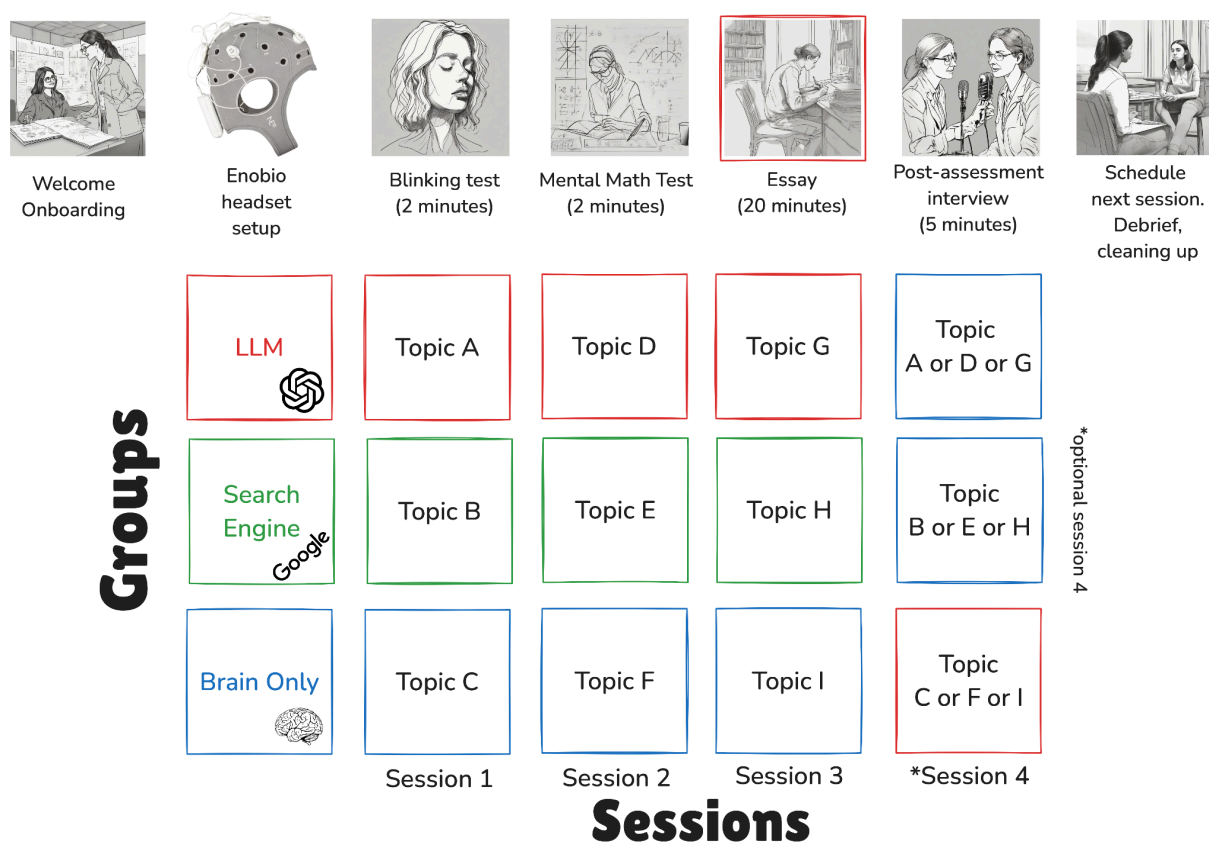 Welcome
Onboarding
Enobio
headset
setup
Blinking test
(2 minutes)
Mental Math Test
(2 minutes)
Essay
(20 minutes)
Post-assessment
interview
(5 minutes)
Schedule
next session.
Debrief,
cleaning up
Groups
LLM
Topic A
Topic D
Topic G
Topic
A or D or G
Search
Engine
Google
Topic B
Topic E
Topic H
Topic
B or E or H
*optional session 4
Brain Only
Topic C
Topic F
Topic I
Topic
C or F or I
Session 1
Session 2
Session 3
*Session 4
Sessions